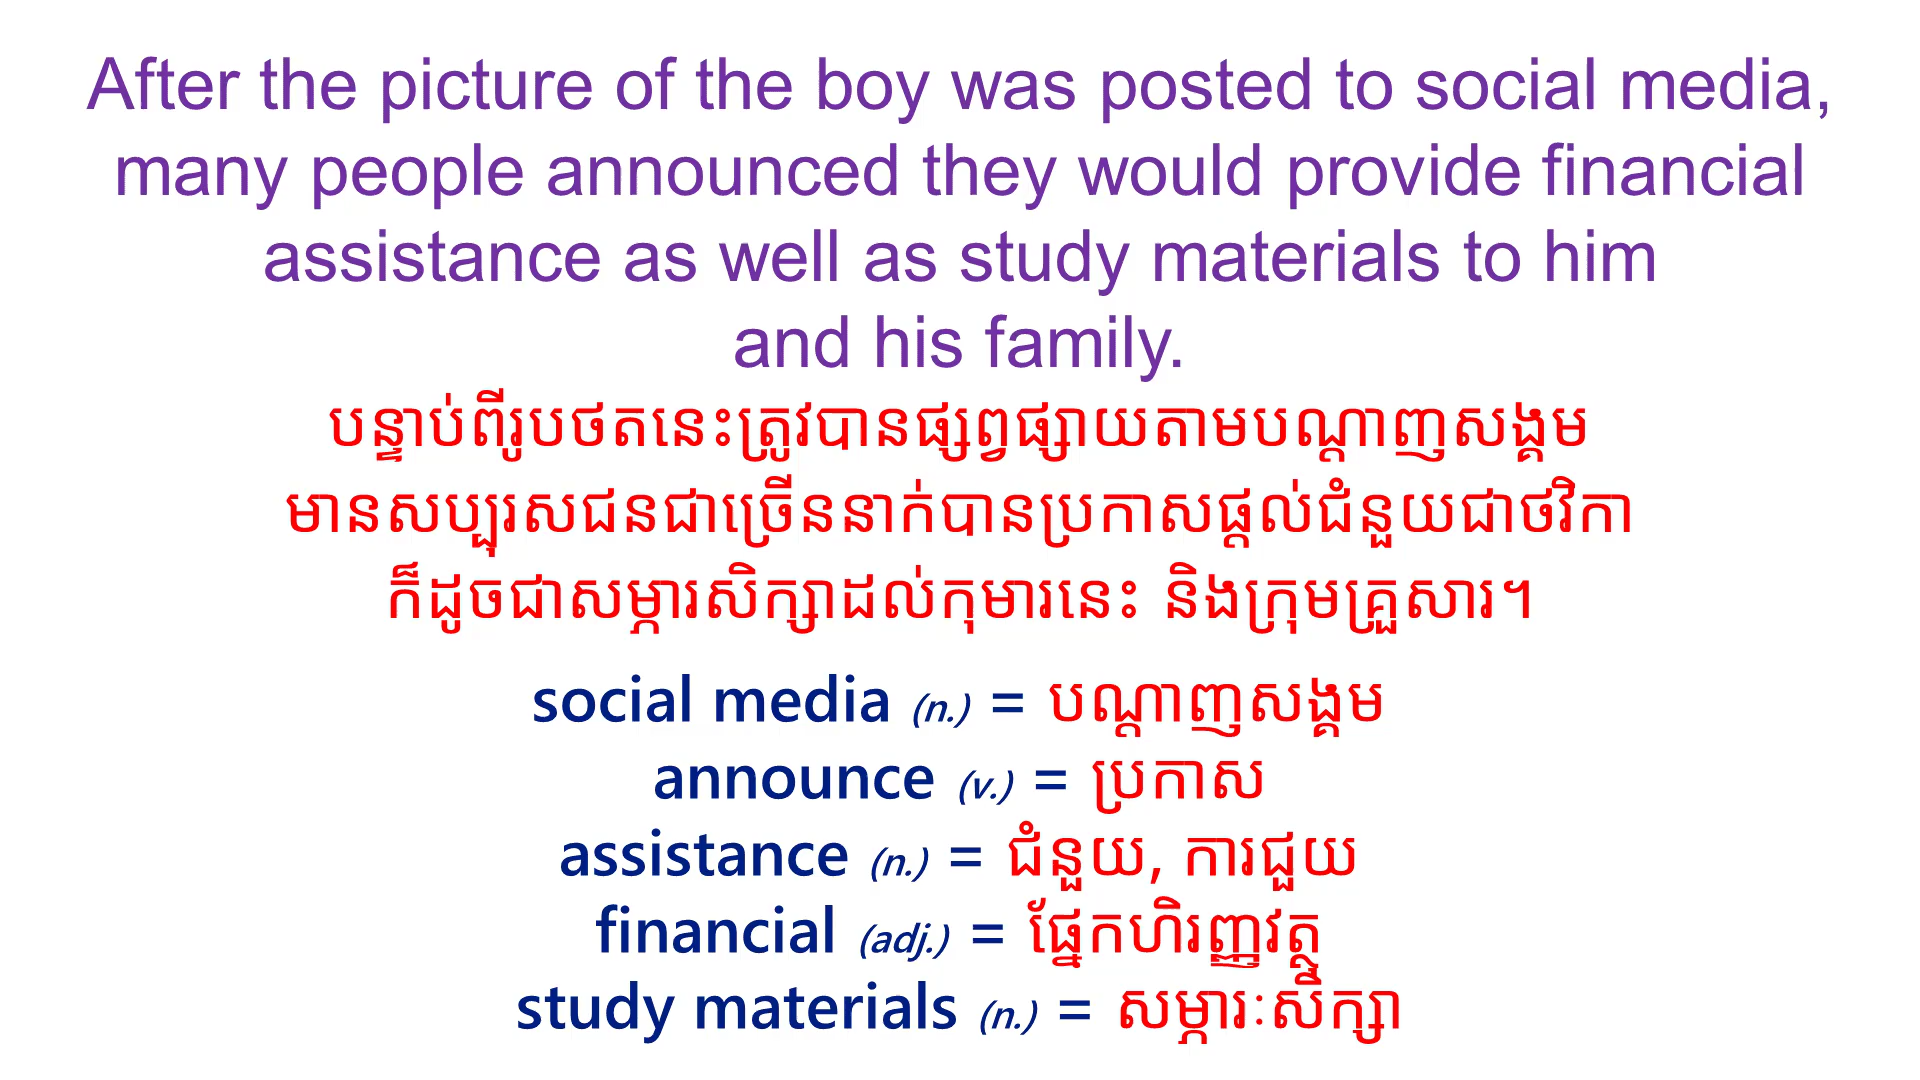 After the picture of the boy was posted to social media,
many people announced they would provide financial
assistance as well as study materials to him
and his family.
បន្ទាប់ពីរូបថតនេះត្រូវបានផ្សព្វផ្សាយតាមបណ្ដាញសង្គម
មានសប្បុរសជនជាច្រើននាក់បានប្រកាសផ្ដល់ជំនួយជាថវិកា
ក៏ដូចជាសម្ភារសិក្សាដល់កុមារនេះ និងក្រុមគ្រួសារ។
social media (n.) = បណ្ដាញសង្គម
announce (v.) = ប្រកាស
assistance (n.) = ជំនួយ, ការជួយ
financial (adj.) = ផ្នែកហិរញ្ញវត្ថុ
study materials (n.) = សម្ភារៈសិក្សា